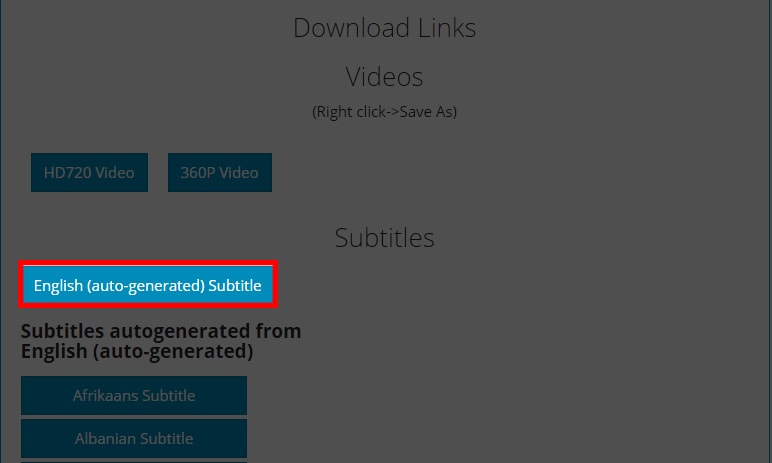 Download Links
Videos
(Right click->Save As)
HD720 Video
360P Video
Subtitles
English (auto-generated) Subtitle
Subtitles autogenerated from
English (auto-generated)
Afrikaans Subtitle
Albanian Subtitle